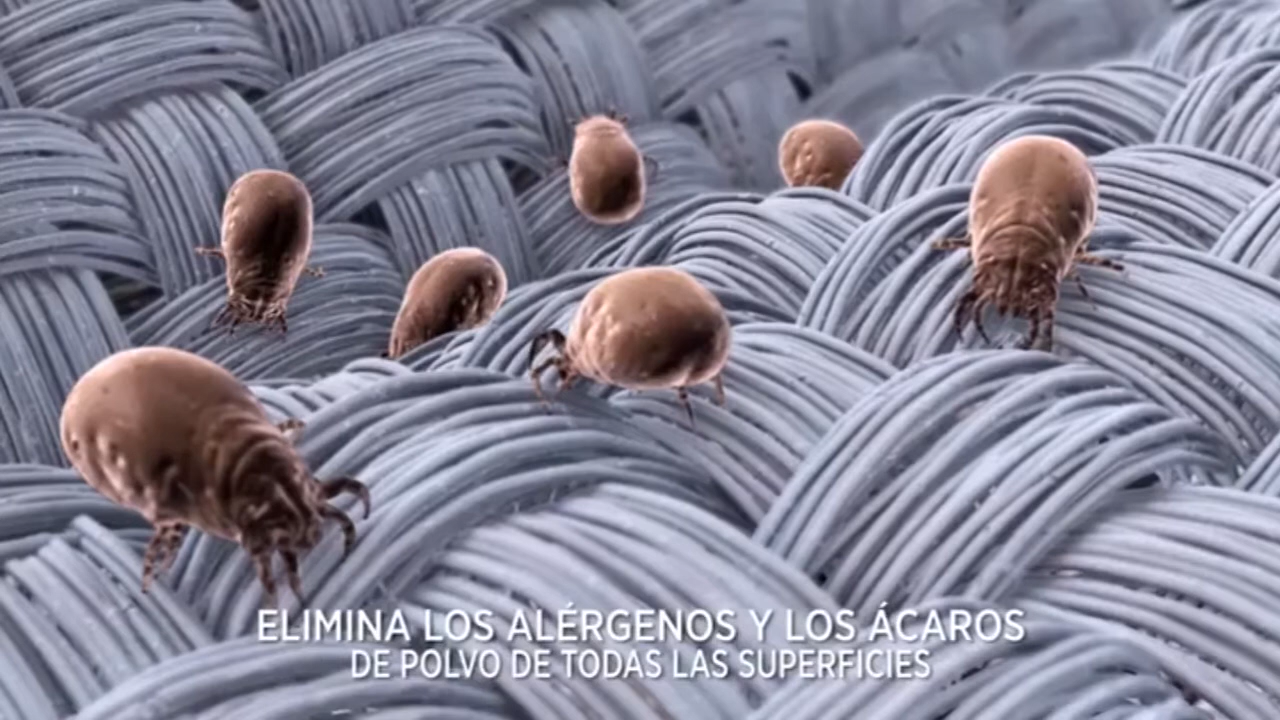 ELIMINA LOS ALÉRGENOS Y LOS ÁCAROS
DE POLVO DE TODAS LAS SUPERFICIES